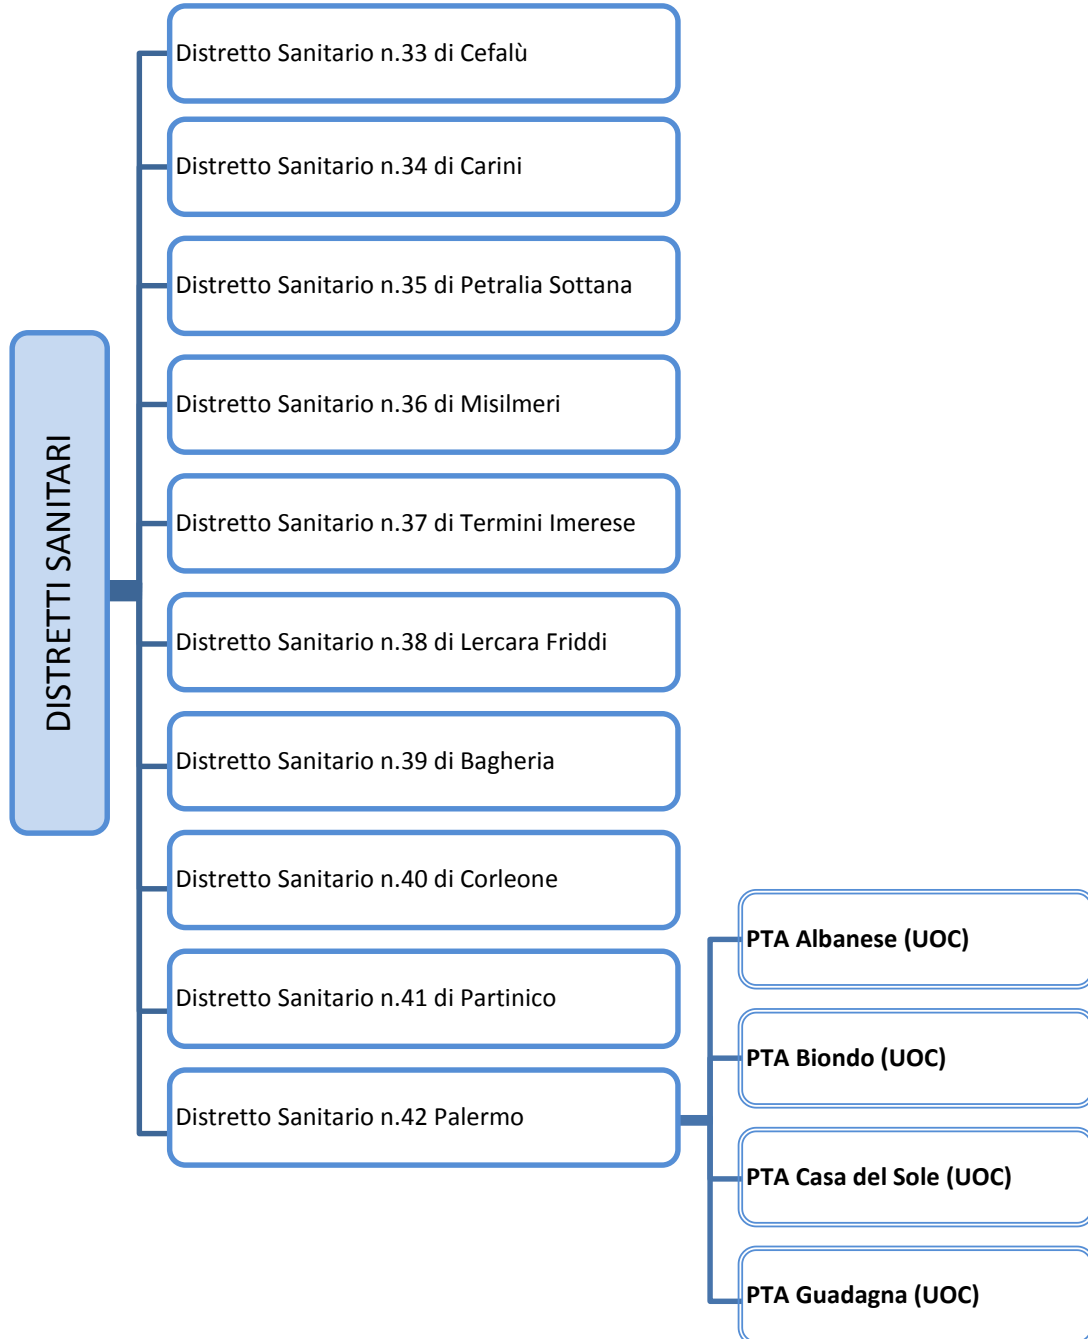 DISTRETTI SANITARI
Distretto Sanitario n.33 di Cefalù
Distretto Sanitario n.34 di Carini
Distretto Sanitario n.35 di Petralia Sottana
Distretto Sanitario n.36 di Misilmeri
Distretto Sanitario n.37 di Termini Imerese
Distretto Sanitario n.38 di Lercara Friddi
Distretto Sanitario n.39 di Bagheria
Distretto Sanitario n.40 di Corleone
Distretto Sanitario n.41 di Partinico
Distretto Sanitario n.42 Palermo
PTA Albanese (UOC)
PTA Biondo (UOC)
PTA Casa del Sole (UOC)
PTA Guadagna (UOC)